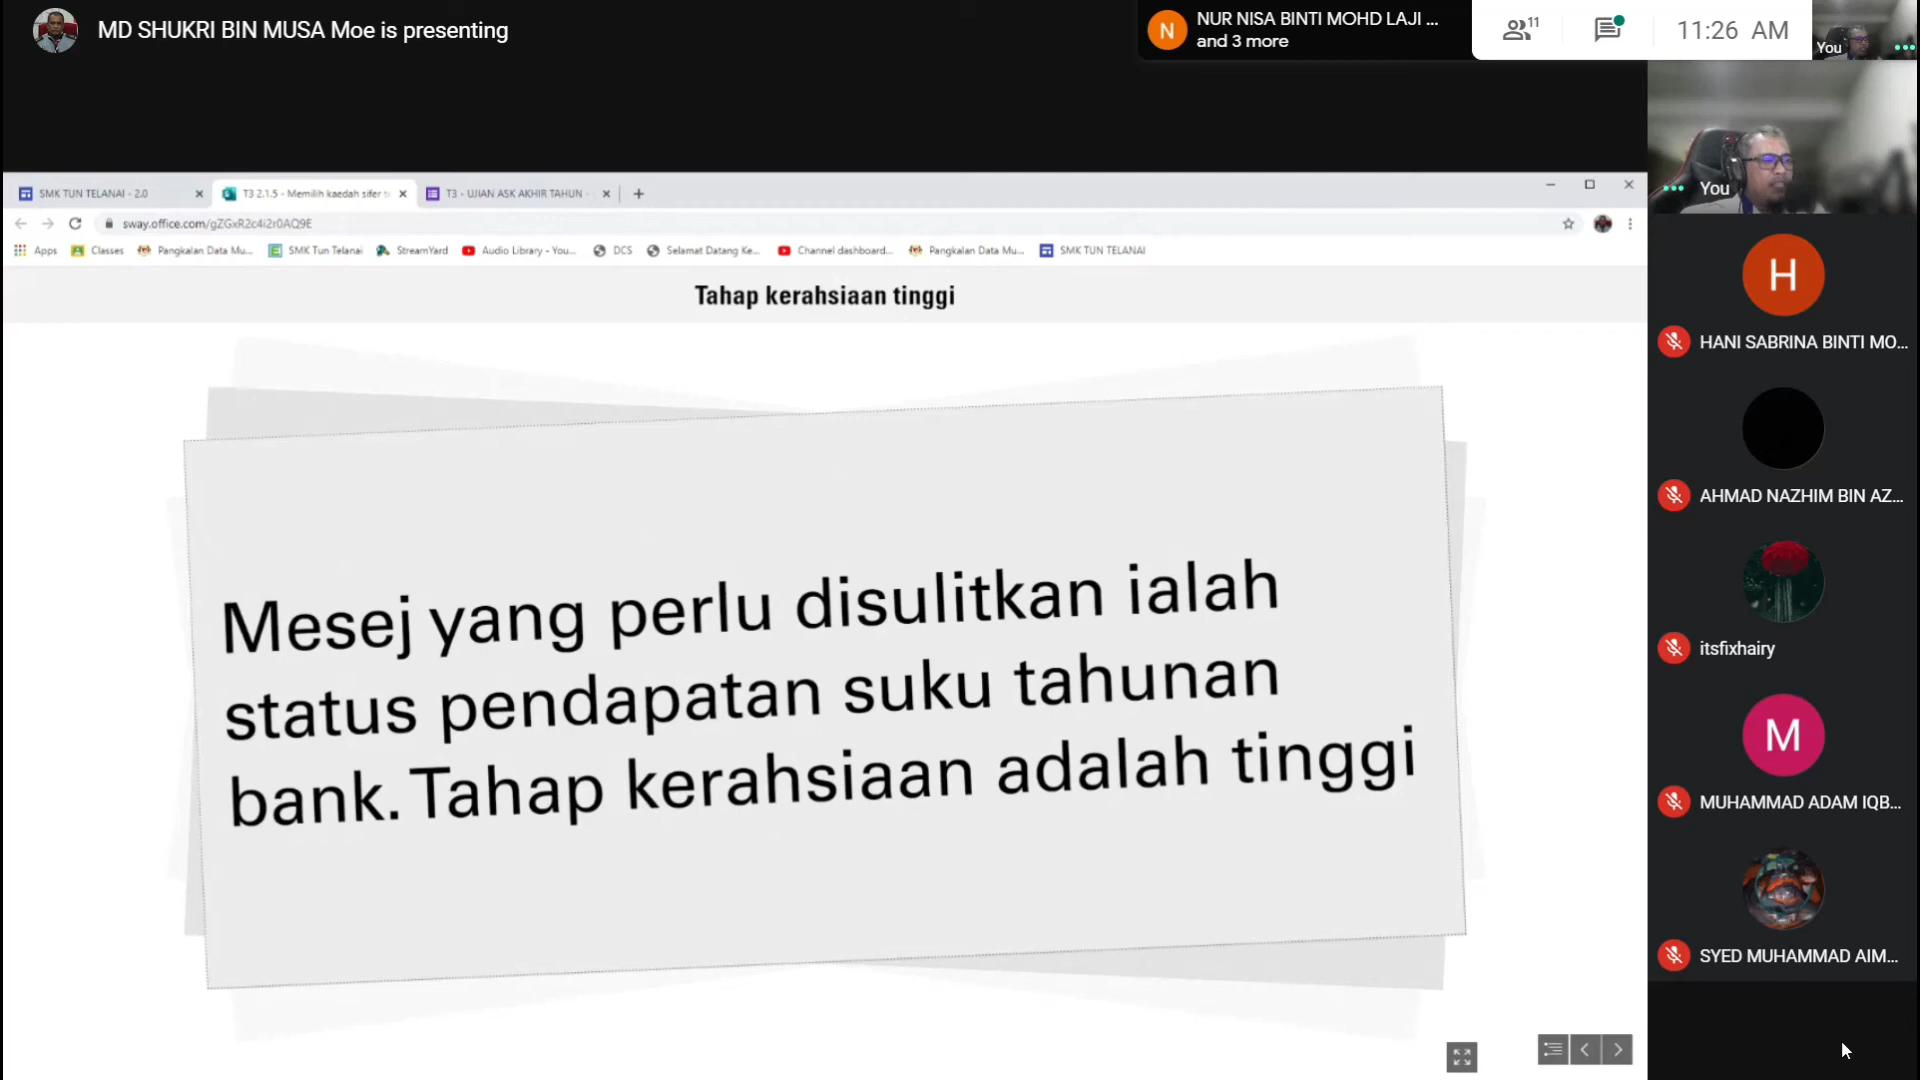 MD SHUKRI BIN MUSA Moe is presenting
N
NUR NISA BINTI MOHD LAJI ...
and 3 more
11
11:26 AM
You
SMK TUN TELANAI - 2.0
T3 2.1.5 - Memilih kaedah sifer t
T3 - UJIAN ASK AKHIR TAHUN -
sway.office.com/gZGxR2c4i2r0AQ9E
Apps
Classes
Pangkalan Data Mu...
SMK Tun Telanai
StreamYard
Audio Library - You...
DCS
Selamat Datang Ke...
Channel dashboard...
Pangkalan Data Mu...
SMK TUN TELANAI
Tahap kerahsiaan tinggi
Mesej yang perlu disulitkan ialah
status pendapatan suku tahunan
bank. Tahap kerahsiaan adalah tinggi
You
H
HANI SABRINA BINTI MO...
AHMAD NAZHIM BIN AZ...
itsfixhairy
M
MUHAMMAD ADAM IQB...
SYED MUHAMMAD AIM...